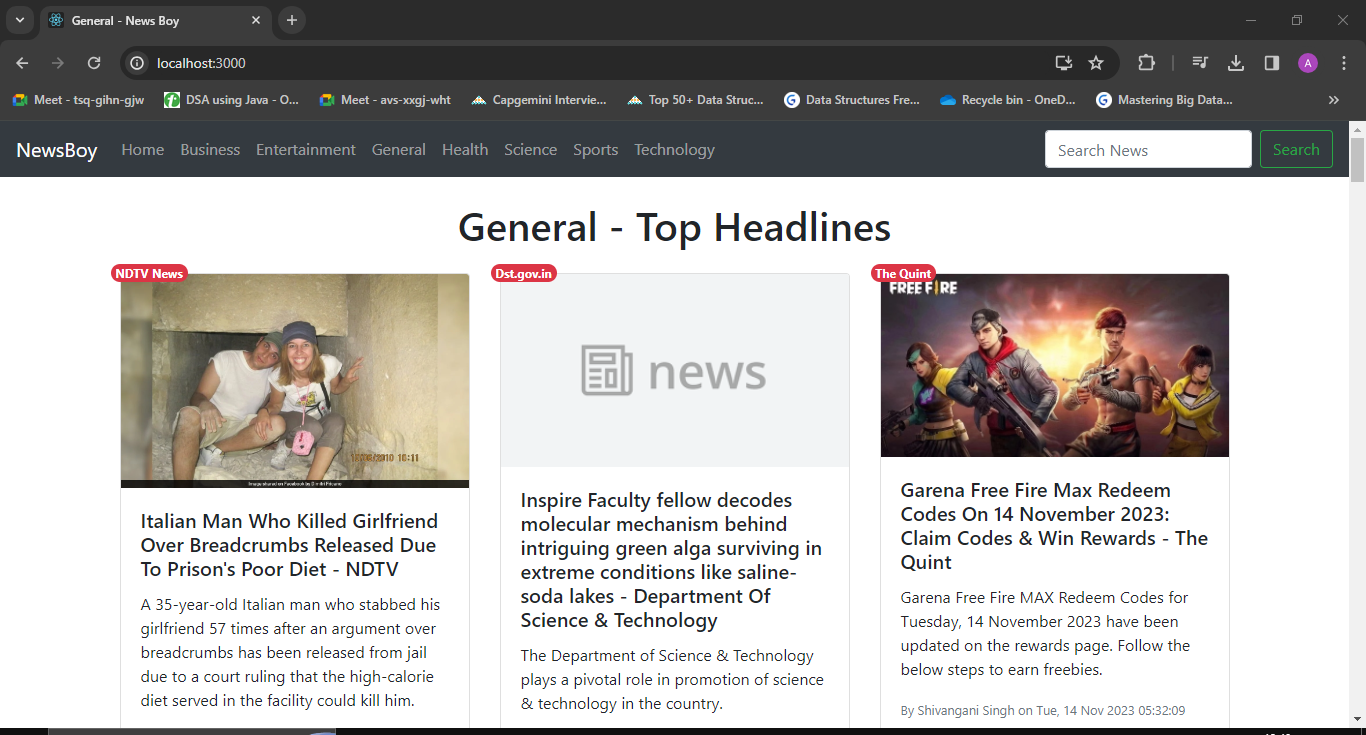 General - News Boy
localhost:3000
A
Meet - tsq-gihn-gjw
DSA using Java - O...
Meet - avs-xxgj-wht
Capgemini Intervie...
Top 50+ Data Struc...
Data Structures Fre...
Recycle bin - OneD...
Mastering Big Data...
NewsBoy Home Business Entertainment General Health Science Sports Technology
Search News
Search
General - Top Headlines
NDTV News
Image shared on Facebook by Dimitri Fricano
Italian Man Who Killed Girlfriend
Over Breadcrumbs Released Due
To Prison's Poor Diet - NDTV
A 35-year-old Italian man who stabbed his
girlfriend 57 times after an argument over
breadcrumbs has been released from jail
due to a court ruling that the high-calorie
diet served in the facility could kill him.
Dst.gov.in
news
Inspire Faculty fellow decodes
molecular mechanism behind
intriguing green alga surviving in
extreme conditions like saline-
soda lakes - Department Of
Science & Technology
The Department of Science & Technology
plays a pivotal role in promotion of science
& technology in the country.
The Quint
FREE FIRE
Garena Free Fire Max Redeem
Codes On 14 November 2023:
Claim Codes & Win Rewards - The
Quint
Garena Free Fire MAX Redeem Codes for
Tuesday, 14 November 2023 have been
updated on the rewards page. Follow the
below steps to earn freebies.
By Shivangani Singh on Tue, 14 Nov 2023 05:32:09